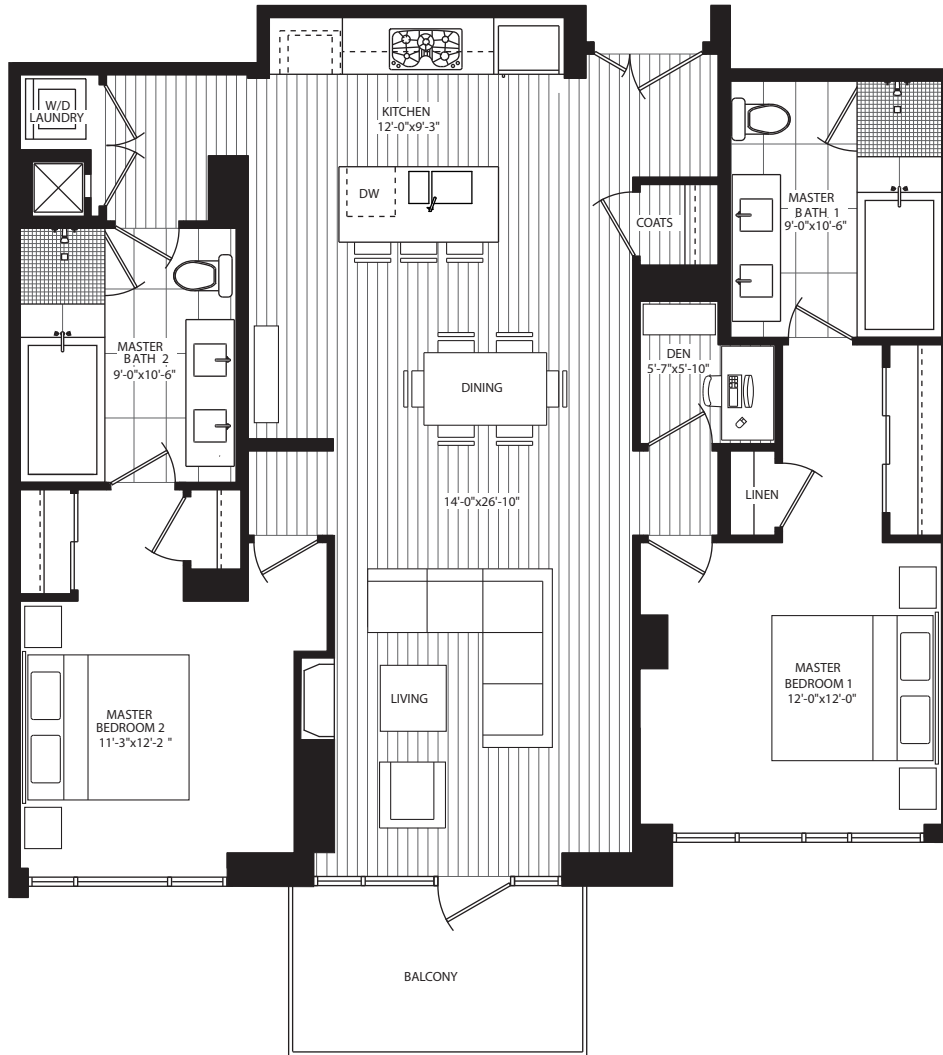 W/D
LAUNDRY
KITCHEN
12'-0"x9'-3"
DW
COATS
MASTER
BATH 1
9'-0"x10'-6"
MASTER
BATH 2
9'-0"x10'-6"
DINING
DEN
5'-7"x5'-10"
LINEN
14'-0"x26'-10"
LIVING
MASTER
BEDROOM 1
12'-0"x12'-0"
MASTER
BEDROOM 2
11'-3"x12'-2 "
BALCONY